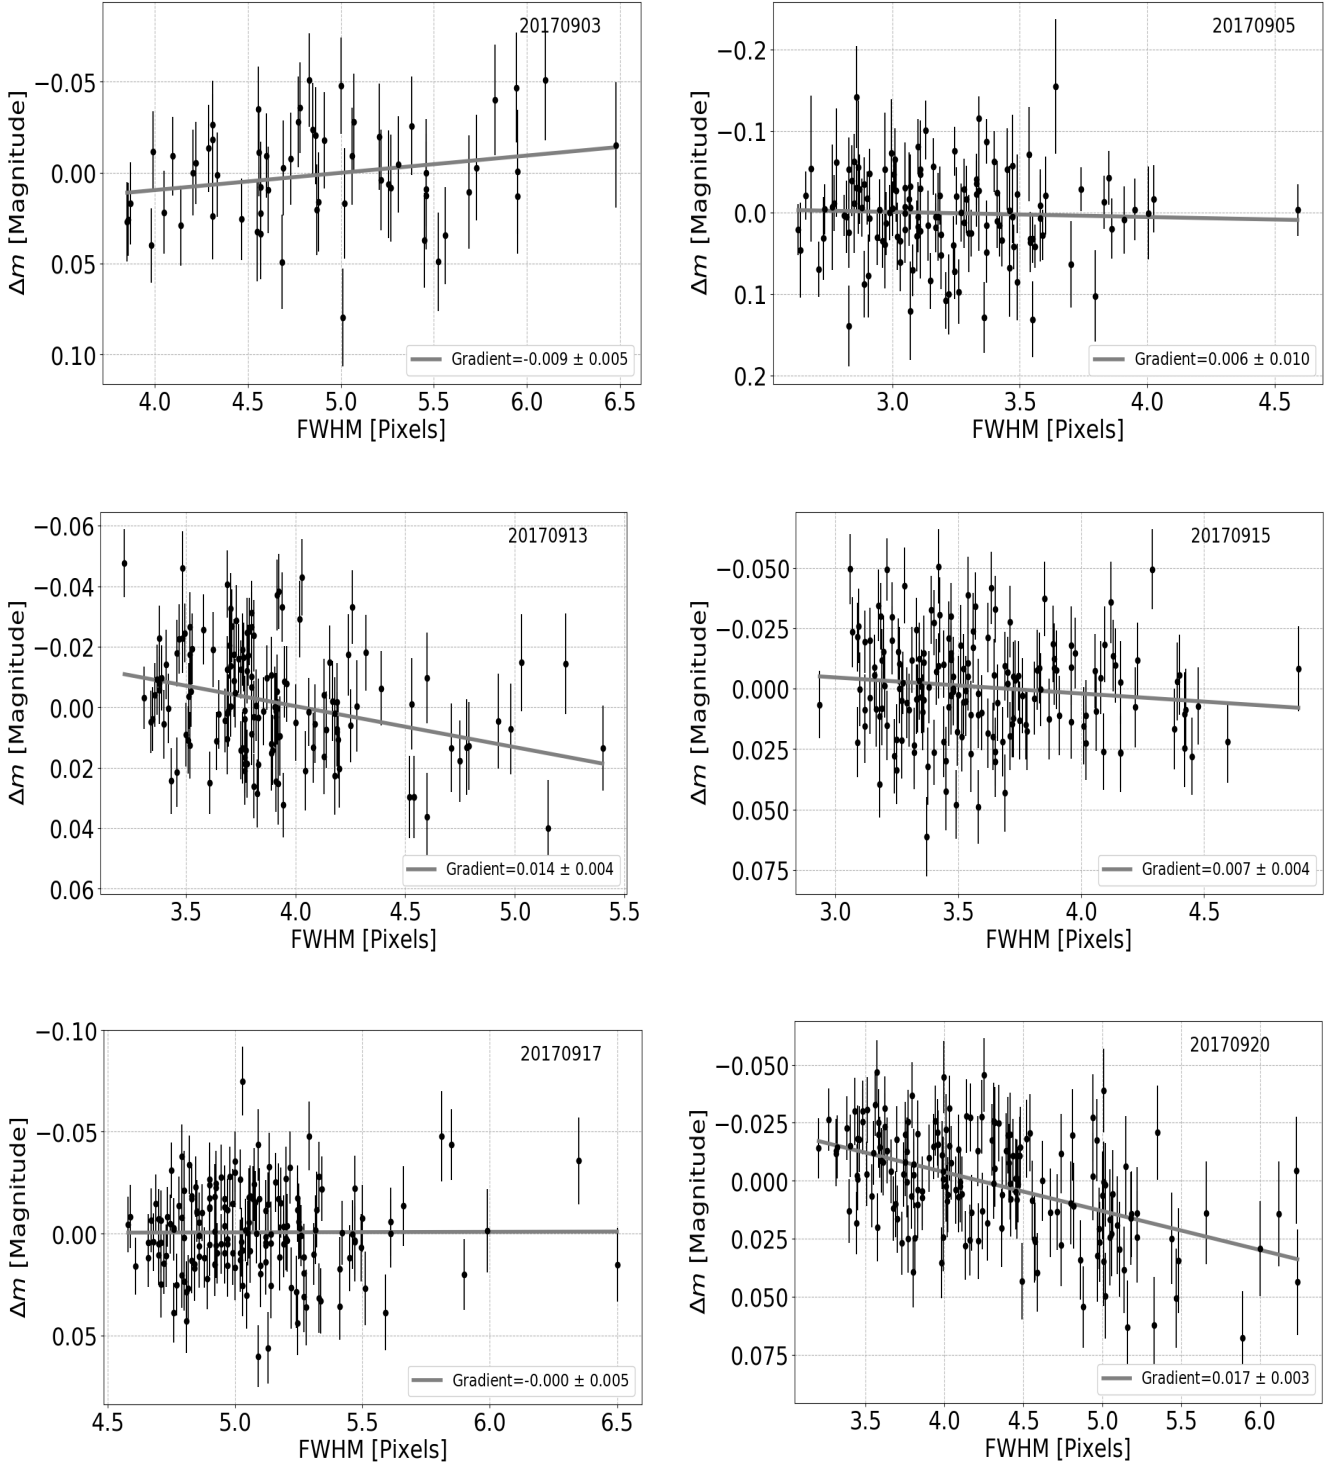 20170903
−0.05
0.00
0.05
0.10
Δm [Magnitude]
Gradient=-0.009 ± 0.005
4.0 4.5 5.0 5.5 6.0 6.5
FWHM [Pixels]
20170905
−0.2
−0.1
0.0
0.1
0.2
Δm [Magnitude]
Gradient=0.006 ± 0.010
3.0 3.5 4.0 4.5
FWHM [Pixels]
20170913
−0.06
−0.04
−0.02
0.00
0.02
0.04
0.06
Δm [Magnitude]
Gradient=0.014 ± 0.004
3.5 4.0 4.5 5.0 5.5
FWHM [Pixels]
20170915
−0.050
−0.025
0.000
0.025
0.050
0.075
Δm [Magnitude]
Gradient=0.007 ± 0.004
3.0 3.5 4.0 4.5
FWHM [Pixels]
20170917
−0.10
−0.05
0.00
0.05
Δm [Magnitude]
Gradient=-0.000 ± 0.005
4.5 5.0 5.5 6.0 6.5
FWHM [Pixels]
20170920
−0.050
−0.025
0.000
0.025
0.050
0.075
Δm [Magnitude]
Gradient=0.017 ± 0.003
3.5 4.0 4.5 5.0 5.5 6.0
FWHM [Pixels]